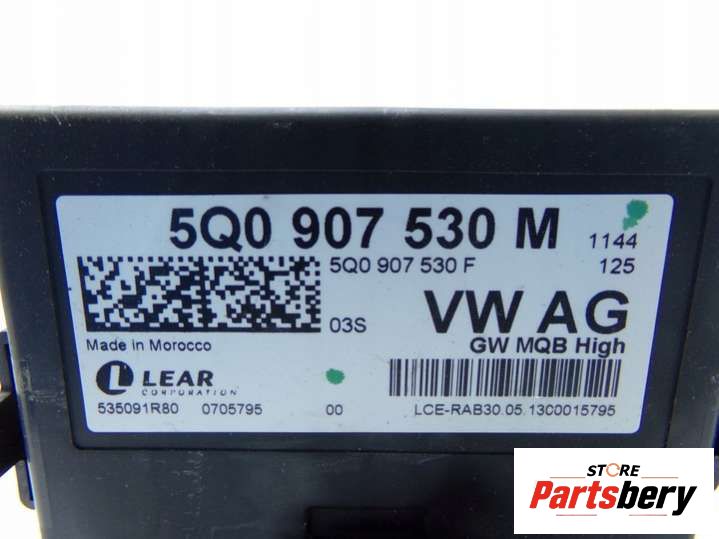 5Q0 907 530 M 1144
5Q0 907 530 F 125
03S VW AG
Made in Morocco GW MQB High
LEAR
CORPORATION
535091R80 0705795 00 LCE-RAB30.05.1300015795
STORE
Partsbery